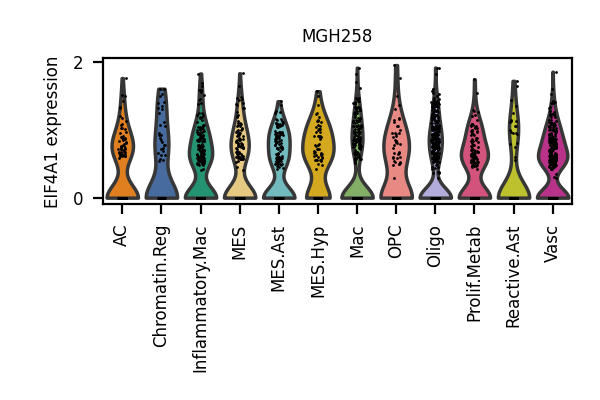 MGH258
EIF4A1 expression
2
0
AC
Chromatin.Reg
Inflammatory.Mac
MES
MES.Ast
MES.Hyp
Mac
OPC
Oligo
Prolif.Metab
Reactive.Ast
Vasc